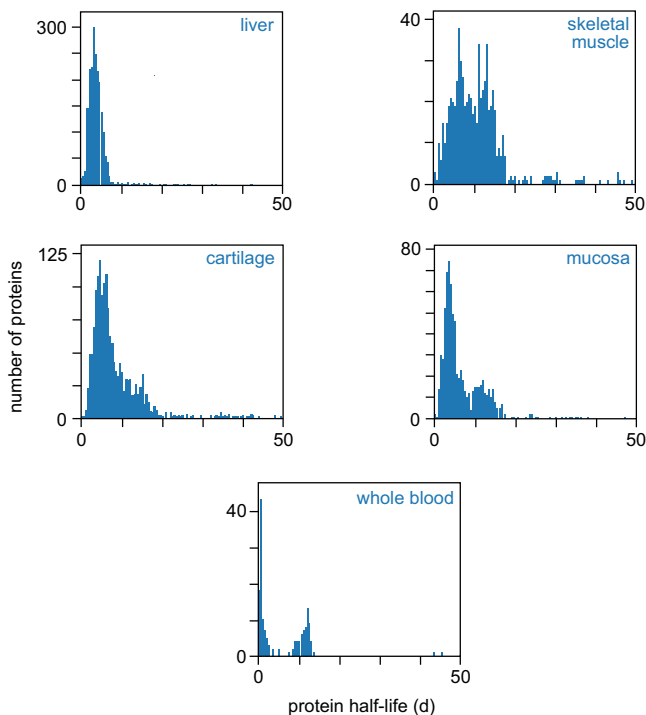 300
liver
0
0
50
40
skeletal
muscle
0
0
50
125
cartilage
0
0
50
80
mucosa
0
0
50
number of proteins
40
whole blood
0
0
50
protein half-life (d)